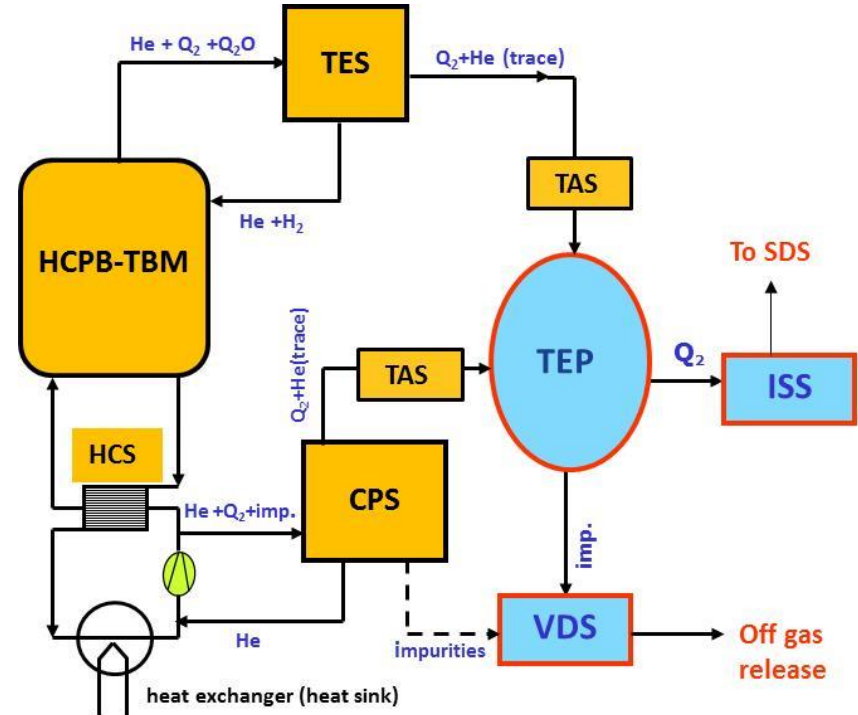 He + Q₂ +Q₂O
TES
Q₂+He (trace)
TAS
He +H₂
HCPB-TBM
To SDS
Q₂+He(trace)
TAS
TEP
Q₂
ISS
HCS
He +Q₂+imp.
CPS
imp.
He
impurities
VDS
Off gas
release
heat exchanger (heat sink)